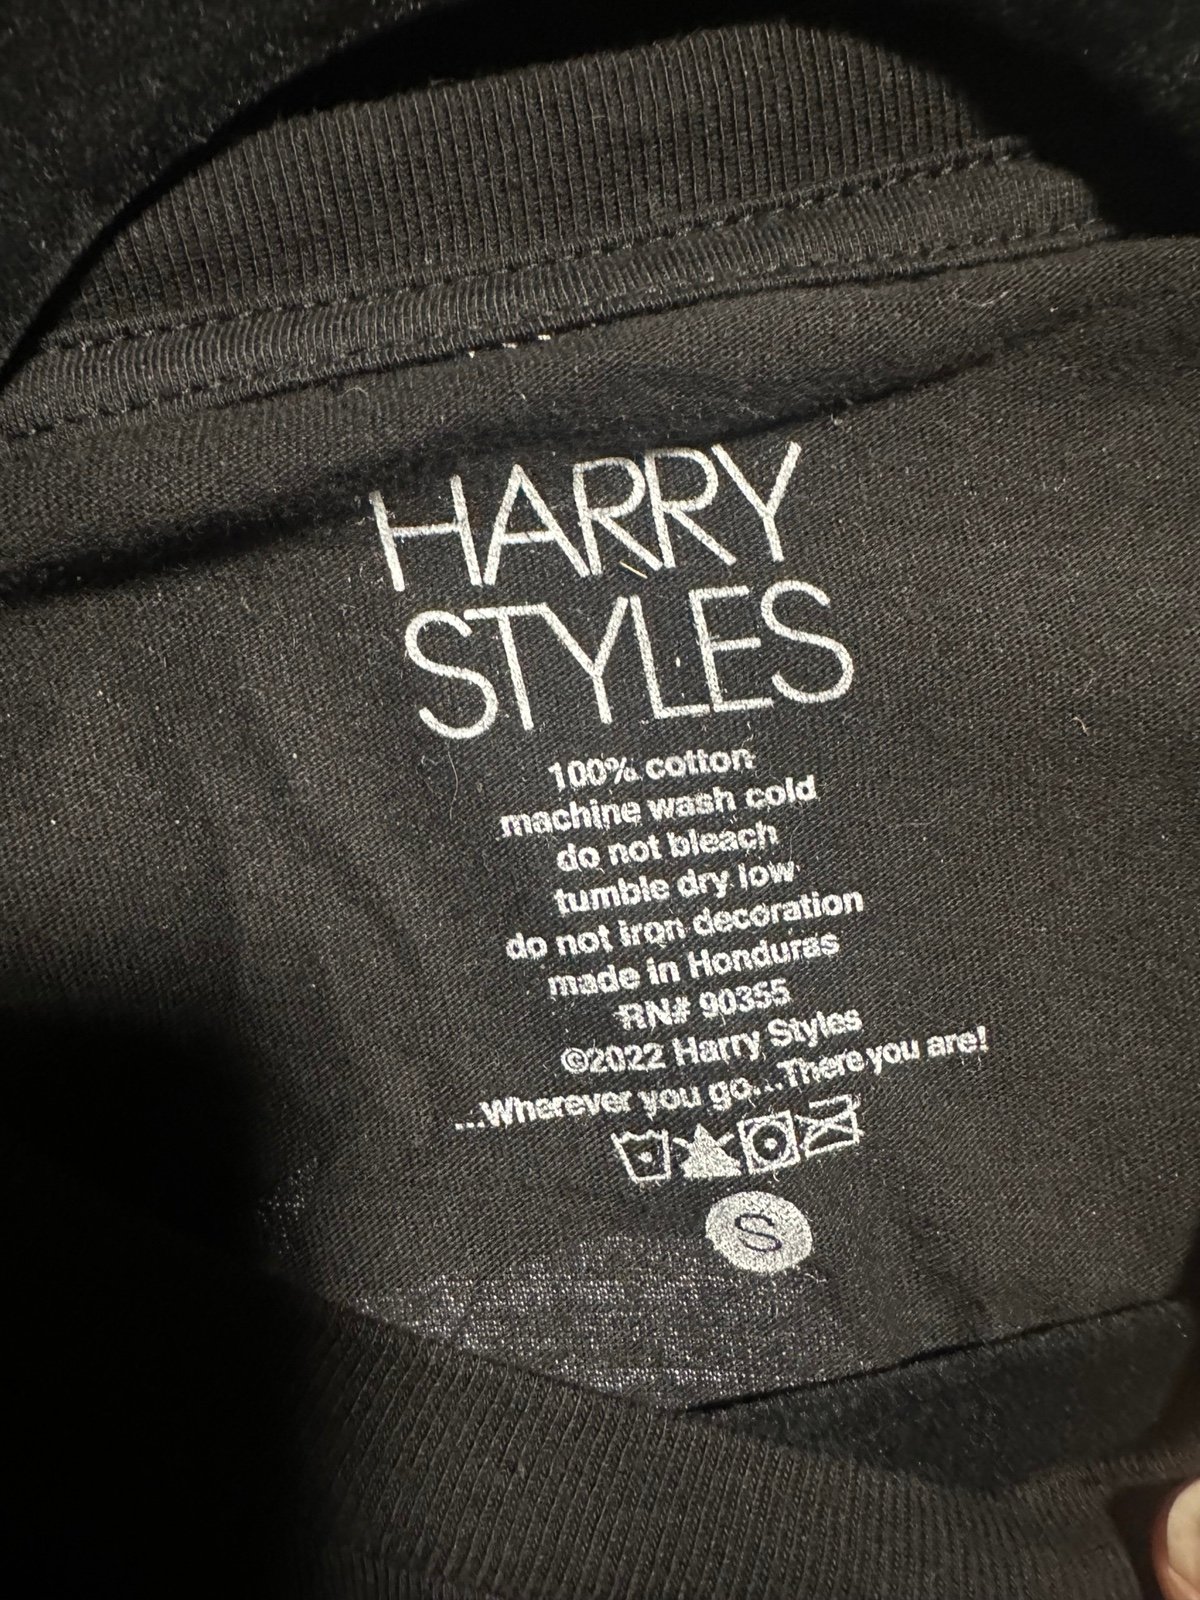 HARRY
STYLES
100% cotton
machine wash cold
do not bleach
tumble dry low
do not iron decoration
made in Honduras
RN# 90355
©2022 Harry Styles
...Wherever you go...There you are!
S